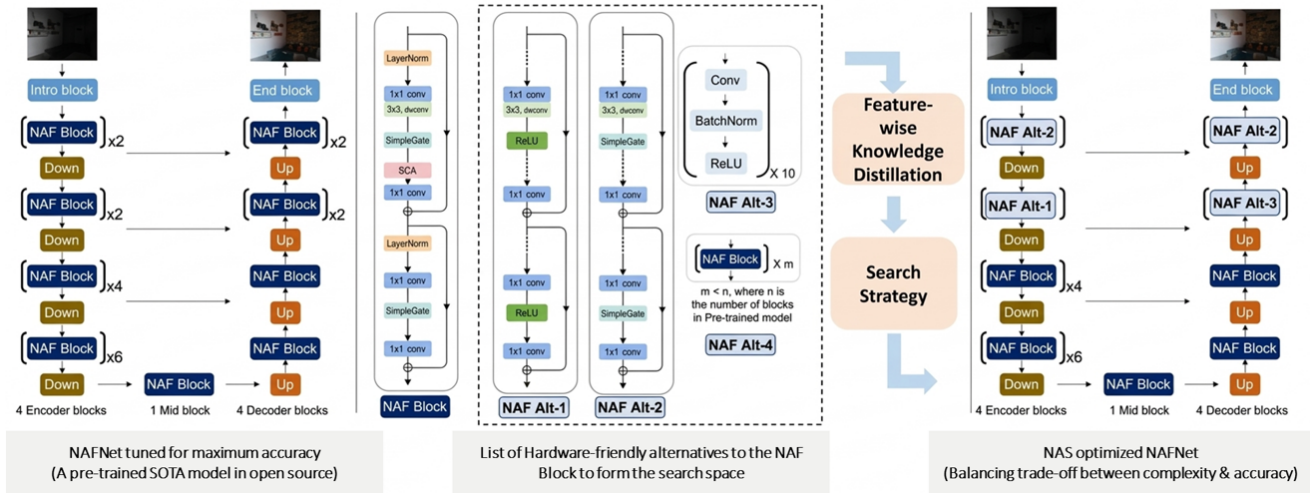 Intro block
NAF Block
x2
Down
NAF Block
x2
Down
NAF Block
x4
Down
NAF Block
x6
Down
4 Encoder blocks
NAF Block
1 Mid block
End block
NAF Block
x2
Up
NAF Block
x2
Up
NAF Block
Up
NAF Block
Up
4 Decoder blocks
NAFNet tuned for maximum accuracy
(A pre-trained SOTA model in open source)
LayerNorm
1x1 conv
3x3, dwconv
SimpleGate
SCA
1x1 conv
LayerNorm
1x1 conv
SimpleGate
1x1 conv
NAF Block
1x1 conv
3x3, dwconv
ReLU
1x1 conv
1x1 conv
ReLU
1x1 conv
NAF Alt-1
1x1 conv
3x3, dwconv
SimpleGate
1x1 conv
1x1 conv
SimpleGate
1x1 conv
NAF Alt-2
Conv
BatchNorm
ReLU
X 10
NAF Alt-3
NAF Block
X m
m < n, where n is
the number of blocks
in Pre-trained model
NAF Alt-4
List of Hardware-friendly alternatives to the NAF
Block to form the search space
Feature-
wise
Knowledge
Distillation
Search
Strategy
Intro block
NAF Alt-2
Down
NAF Alt-1
Down
NAF Block
x4
Down
NAF Block
x6
Down
4 Encoder blocks
NAF Block
1 Mid block
End block
NAF Alt-2
Up
NAF Alt-3
Up
NAF Block
Up
NAF Block
Up
4 Decoder blocks
NAS optimized NAFNet
(Balancing trade-off between complexity & accuracy)